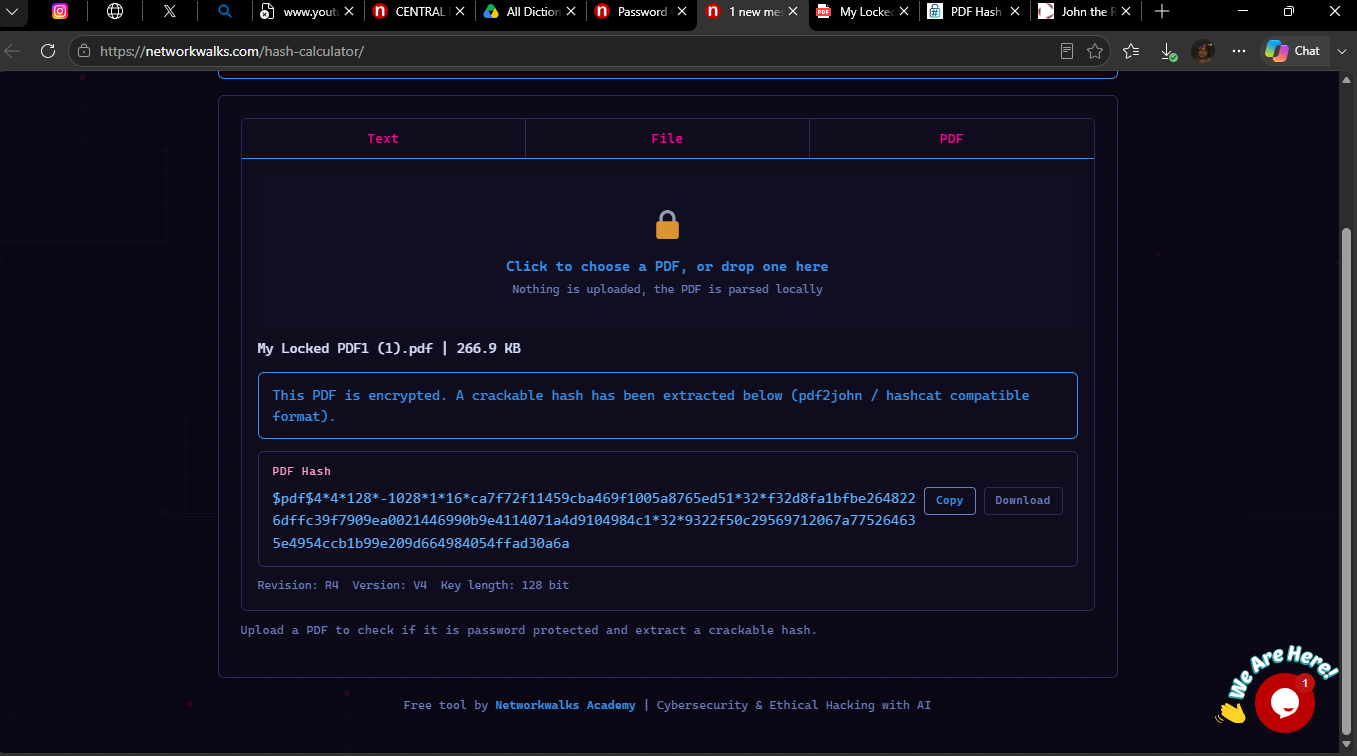 www.youtu
CENTRAL
All Diction
Password
1 new me
My Locke
PDF Hash
John the R
https://networkwalks.com/hash-calculator/
Chat
Text
File
PDF
Click to choose a PDF, or drop one here
Nothing is uploaded, the PDF is parsed locally
My Locked PDF1 (1).pdf | 266.9 KB
This PDF is encrypted. A crackable hash has been extracted below (pdf2john / hashcat compatible
format).
PDF Hash
$pdf$4*4*128*-1028*1*16*ca7f72f11459cba469f1005a8765ed51*32*f32d8fa1bfbe264822
6dffc39f7909ea0021446990b9e4114071a4d9104984c1*32*9322f50c29569712067a77526463
5e4954ccb1b99e209d664984054ffad30a6a
Copy
Download
Revision: R4 Version: V4 Key length: 128 bit
Upload a PDF to check if it is password protected and extract a crackable hash.
Free tool by Networkwalks Academy | Cybersecurity & Ethical Hacking with AI
We Are Here!
1